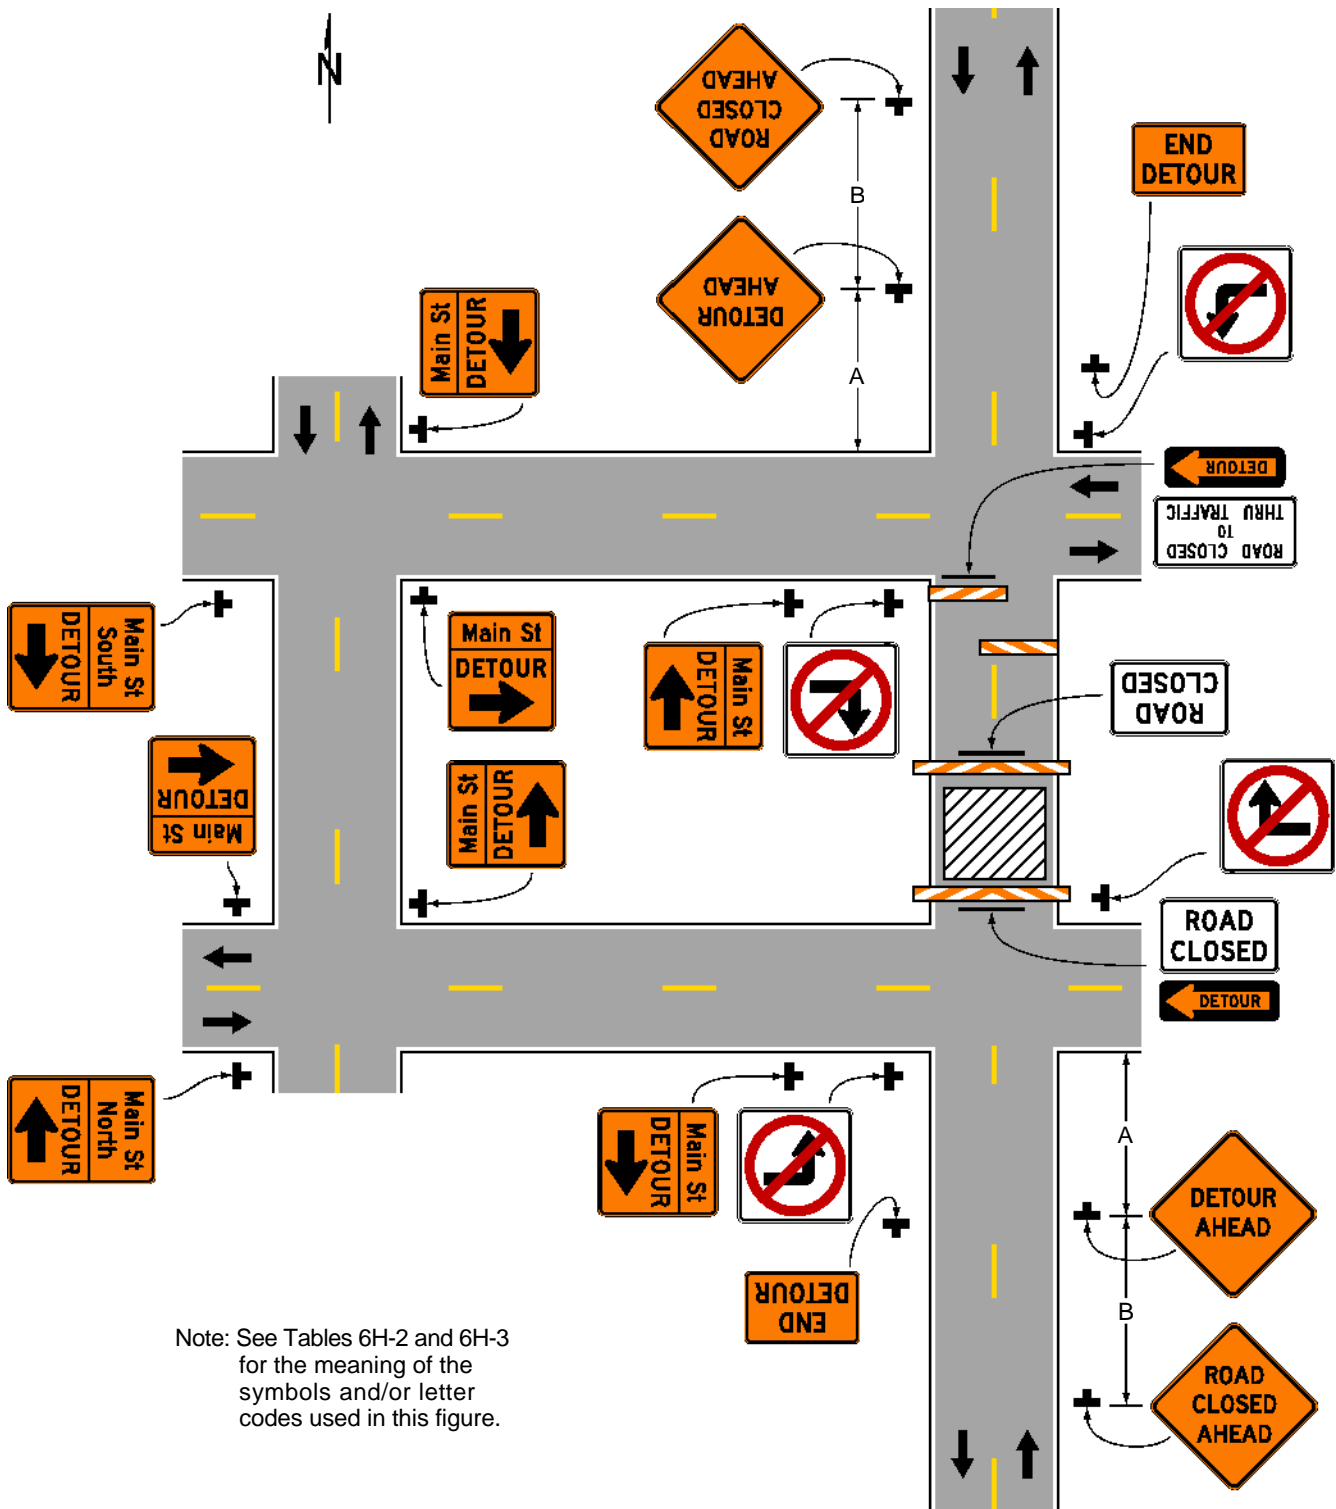 N
ROAD
CLOSED
AHEAD
B
DETOUR
AHEAD
A
END
DETOUR
Main St
DETOUR
DETOUR
ROAD CLOSED
TO
THRU TRAFFIC
Main St
South
DETOUR
Main St
DETOUR
Main St
DETOUR
ROAD
CLOSED
Main St
DETOUR
Main St
DETOUR
ROAD
CLOSED
DETOUR
Main St
North
DETOUR
Main St
DETOUR
A
DETOUR
AHEAD
END
DETOUR
B
ROAD
CLOSED
AHEAD
Note: See Tables 6H-2 and 6H-3
for the meaning of the
symbols and/or letter
codes used in this figure.